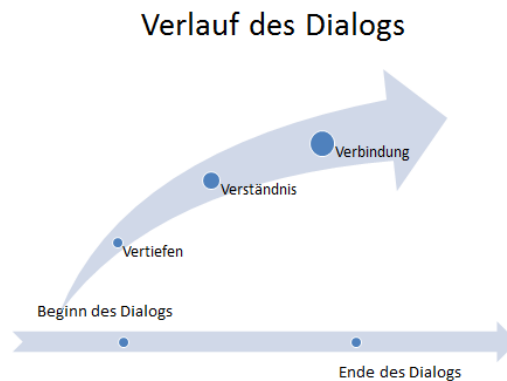 Verlauf des Dialogs
Verbindung
Verständnis
Vertiefen
Beginn des Dialogs
Ende des Dialogs